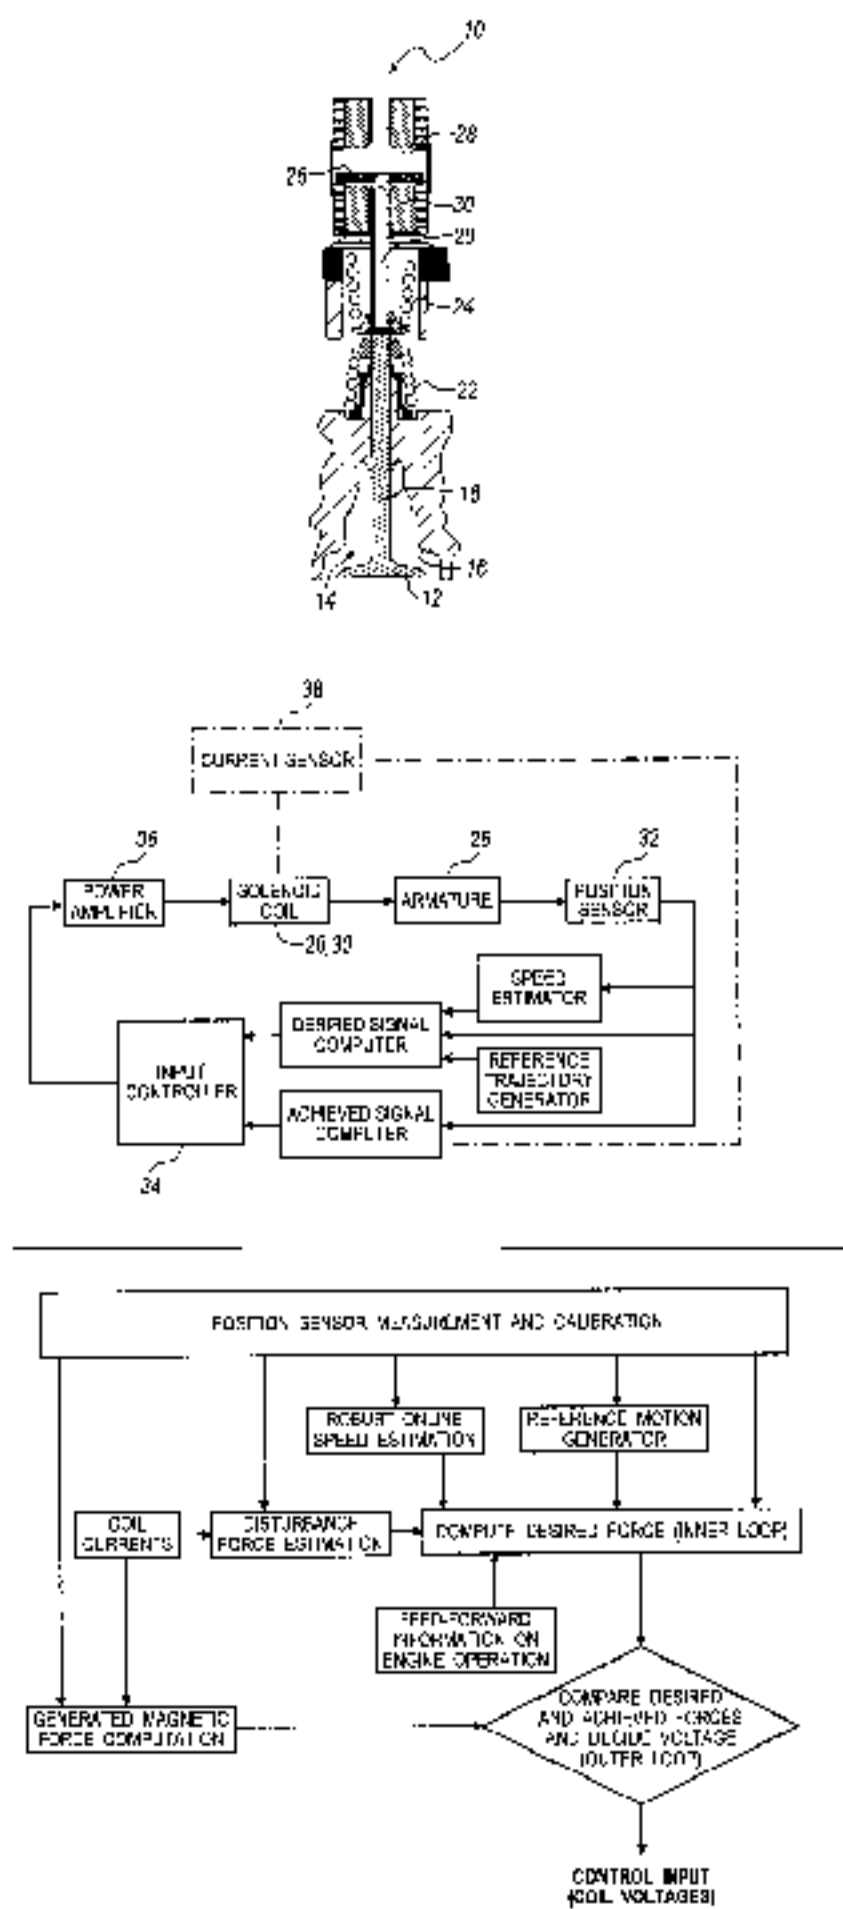 10
28
26
30
29
24
22
18
16
14
12
38
CURRENT SENSOR
36
26
32
POWER
AMPLIFIER
SOLENOID
COIL
ARMATURE
POSITION
SENSOR
SPEED
ESTIMATOR
DESIRED SIGNAL
COMPUTER
INPUT
CONTROLLER
REFERENCE
TRAJECTORY
GENERATOR
ACHIEVED SIGNAL
COMPUTER
34
POSITION SENSOR MEASUREMENT AND CALIBRATION
ROBUST ONLINE
SPEED ESTIMATION
REFERENCE MOTION
GENERATOR
COIL
CURRENTS
DISTURBANCE
FORCE ESTIMATION
COMPUTE DESIRED FORCE (INNER LOOP)
FEED-FORWARD
INFORMATION ON
ENGINE OPERATION
GENERATED MAGNETIC
FORCE COMPUTATION
COMPARE DESIRED
AND ACHIEVED FORCES
AND DECIDE VOLTAGE
(OUTER LOOP)
CONTROL INPUT
(COIL VOLTAGES)